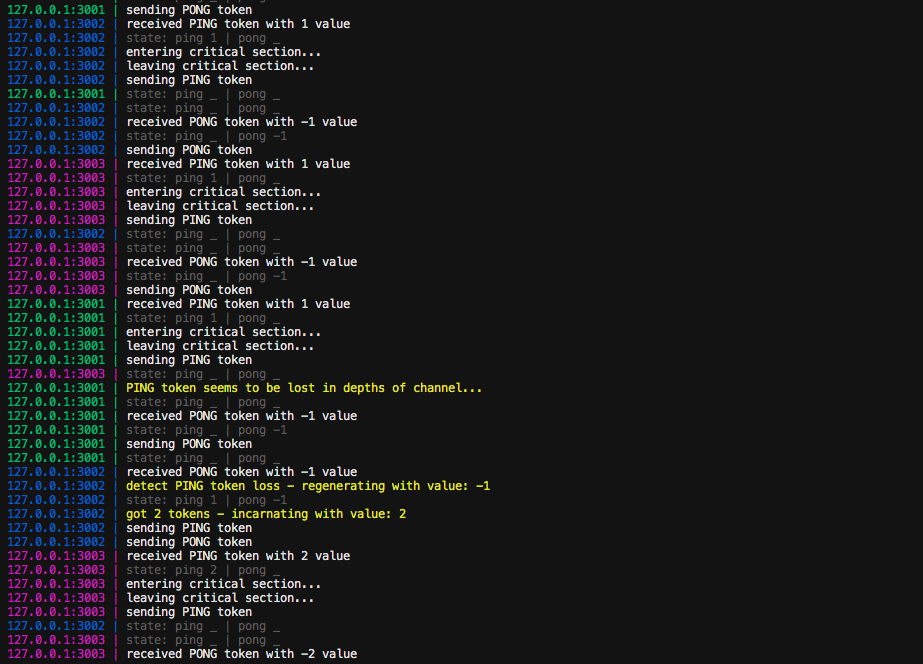 127.0.0.1:3001 | sending PONG token
127.0.0.1:3002 | received PING token with 1 value
127.0.0.1:3002 | state: ping 1 | pong _
127.0.0.1:3002 | entering critical section...
127.0.0.1:3002 | leaving critical section...
127.0.0.1:3002 | sending PING token
127.0.0.1:3001 | state: ping _ | pong _
127.0.0.1:3002 | state: ping _ | pong _
127.0.0.1:3002 | received PONG token with -1 value
127.0.0.1:3002 | state: ping _ | pong -1
127.0.0.1:3002 | sending PONG token
127.0.0.1:3003 | received PING token with 1 value
127.0.0.1:3003 | state: ping 1 | pong _
127.0.0.1:3003 | entering critical section...
127.0.0.1:3003 | leaving critical section...
127.0.0.1:3003 | sending PING token
127.0.0.1:3002 | state: ping _ | pong _
127.0.0.1:3003 | state: ping _ | pong _
127.0.0.1:3003 | received PONG token with -1 value
127.0.0.1:3003 | state: ping _ | pong -1
127.0.0.1:3003 | sending PONG token
127.0.0.1:3001 | received PING token with 1 value
127.0.0.1:3001 | state: ping 1 | pong _
127.0.0.1:3001 | entering critical section...
127.0.0.1:3001 | leaving critical section...
127.0.0.1:3001 | sending PING token
127.0.0.1:3003 | state: ping _ | pong _
127.0.0.1:3001 | PING token seems to be lost in depths of channel...
127.0.0.1:3001 | state: ping _ | pong _
127.0.0.1:3001 | received PONG token with -1 value
127.0.0.1:3001 | state: ping _ | pong -1
127.0.0.1:3001 | sending PONG token
127.0.0.1:3001 | state: ping _ | pong _
127.0.0.1:3002 | received PONG token with -1 value
127.0.0.1:3002 | detect PING token loss - regenerating with value: -1
127.0.0.1:3002 | state: ping 1 | pong -1
127.0.0.1:3002 | got 2 tokens - incarnating with value: 2
127.0.0.1:3002 | sending PING token
127.0.0.1:3002 | sending PONG token
127.0.0.1:3003 | received PING token with 2 value
127.0.0.1:3003 | state: ping 2 | pong _
127.0.0.1:3003 | entering critical section...
127.0.0.1:3003 | leaving critical section...
127.0.0.1:3003 | sending PING token
127.0.0.1:3002 | state: ping _ | pong _
127.0.0.1:3003 | state: ping _ | pong _
127.0.0.1:3003 | received PONG token with -2 value